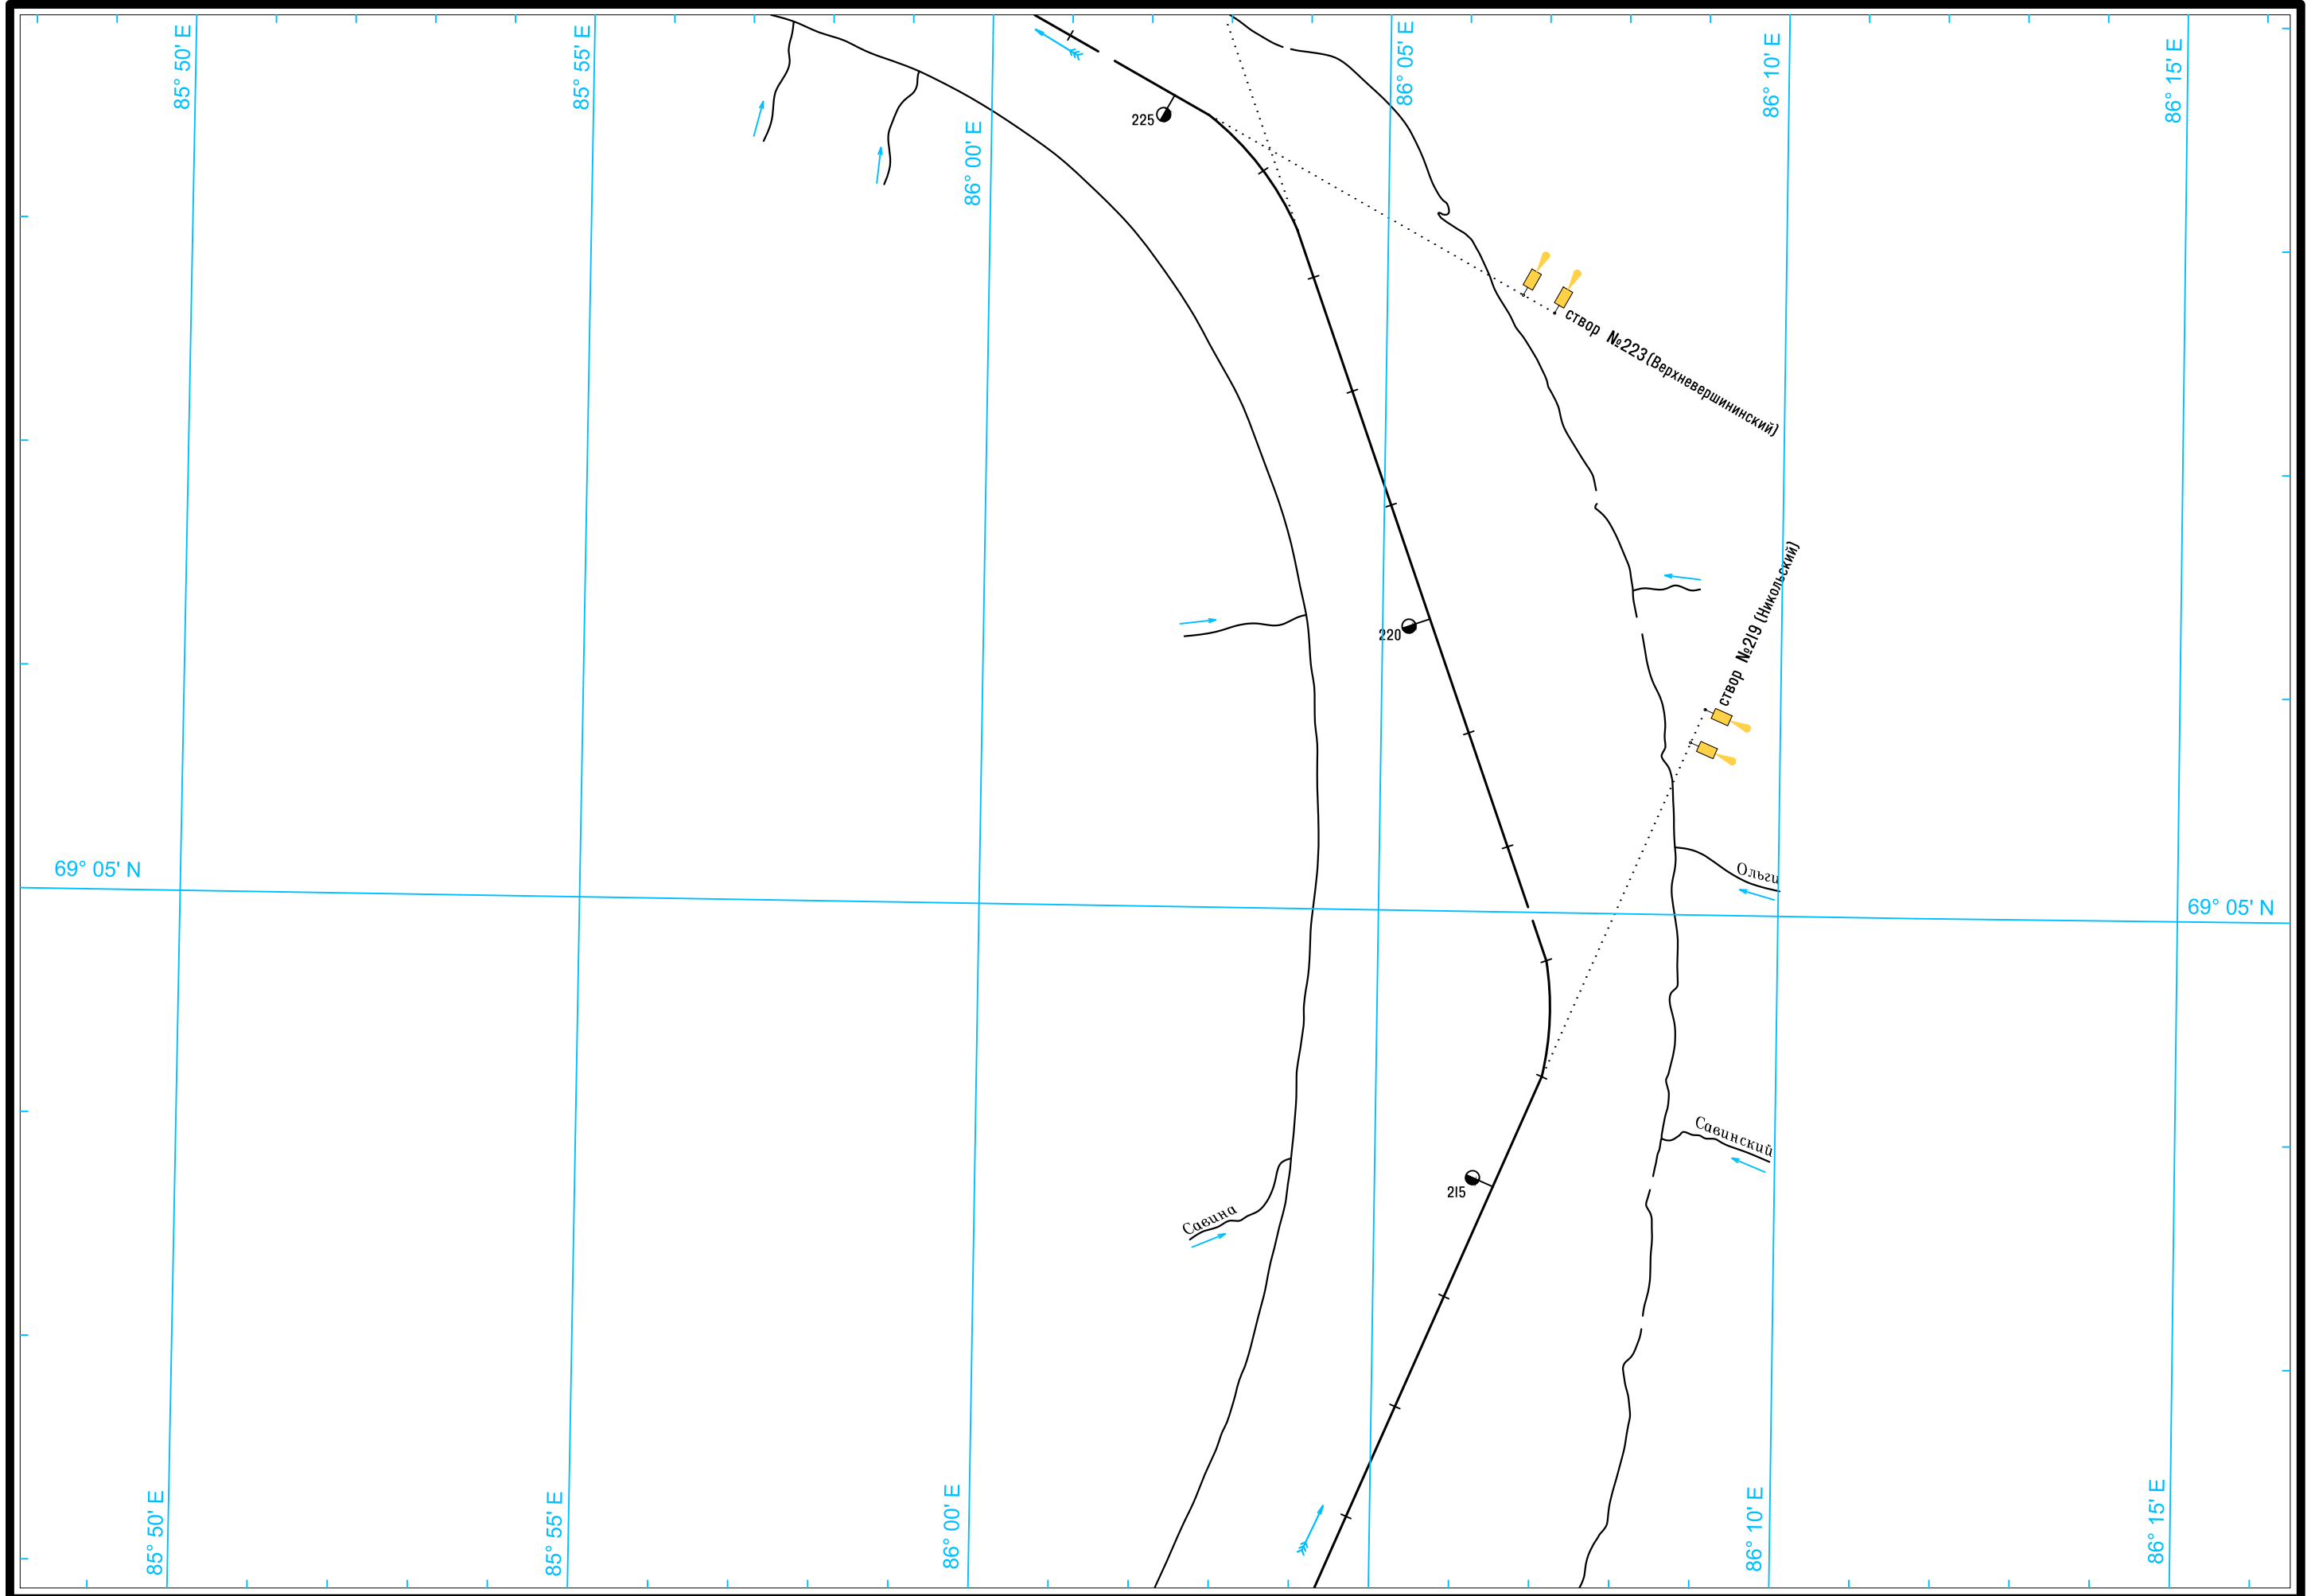 85° 50' E
85° 55' E
86° 00' E
86° 05' E
86° 10' E
86° 15' E
225
створ №223 (Верхневершининский)
220
створ №219 (Никольский)
69° 05' N
Ольги
69° 05' N
Савинский
215
Савина
85° 50' E
85° 55' E
86° 00' E
86° 10' E
86° 15' E